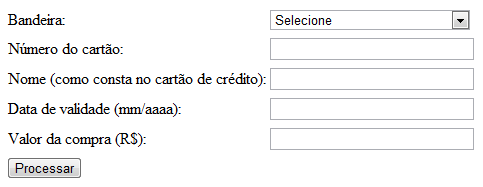 Bandeira: Selecione
Número do cartão:
Nome (como consta no cartão de crédito):
Data de validade (mm/aaaa):
Valor da compra (R$):
Processar